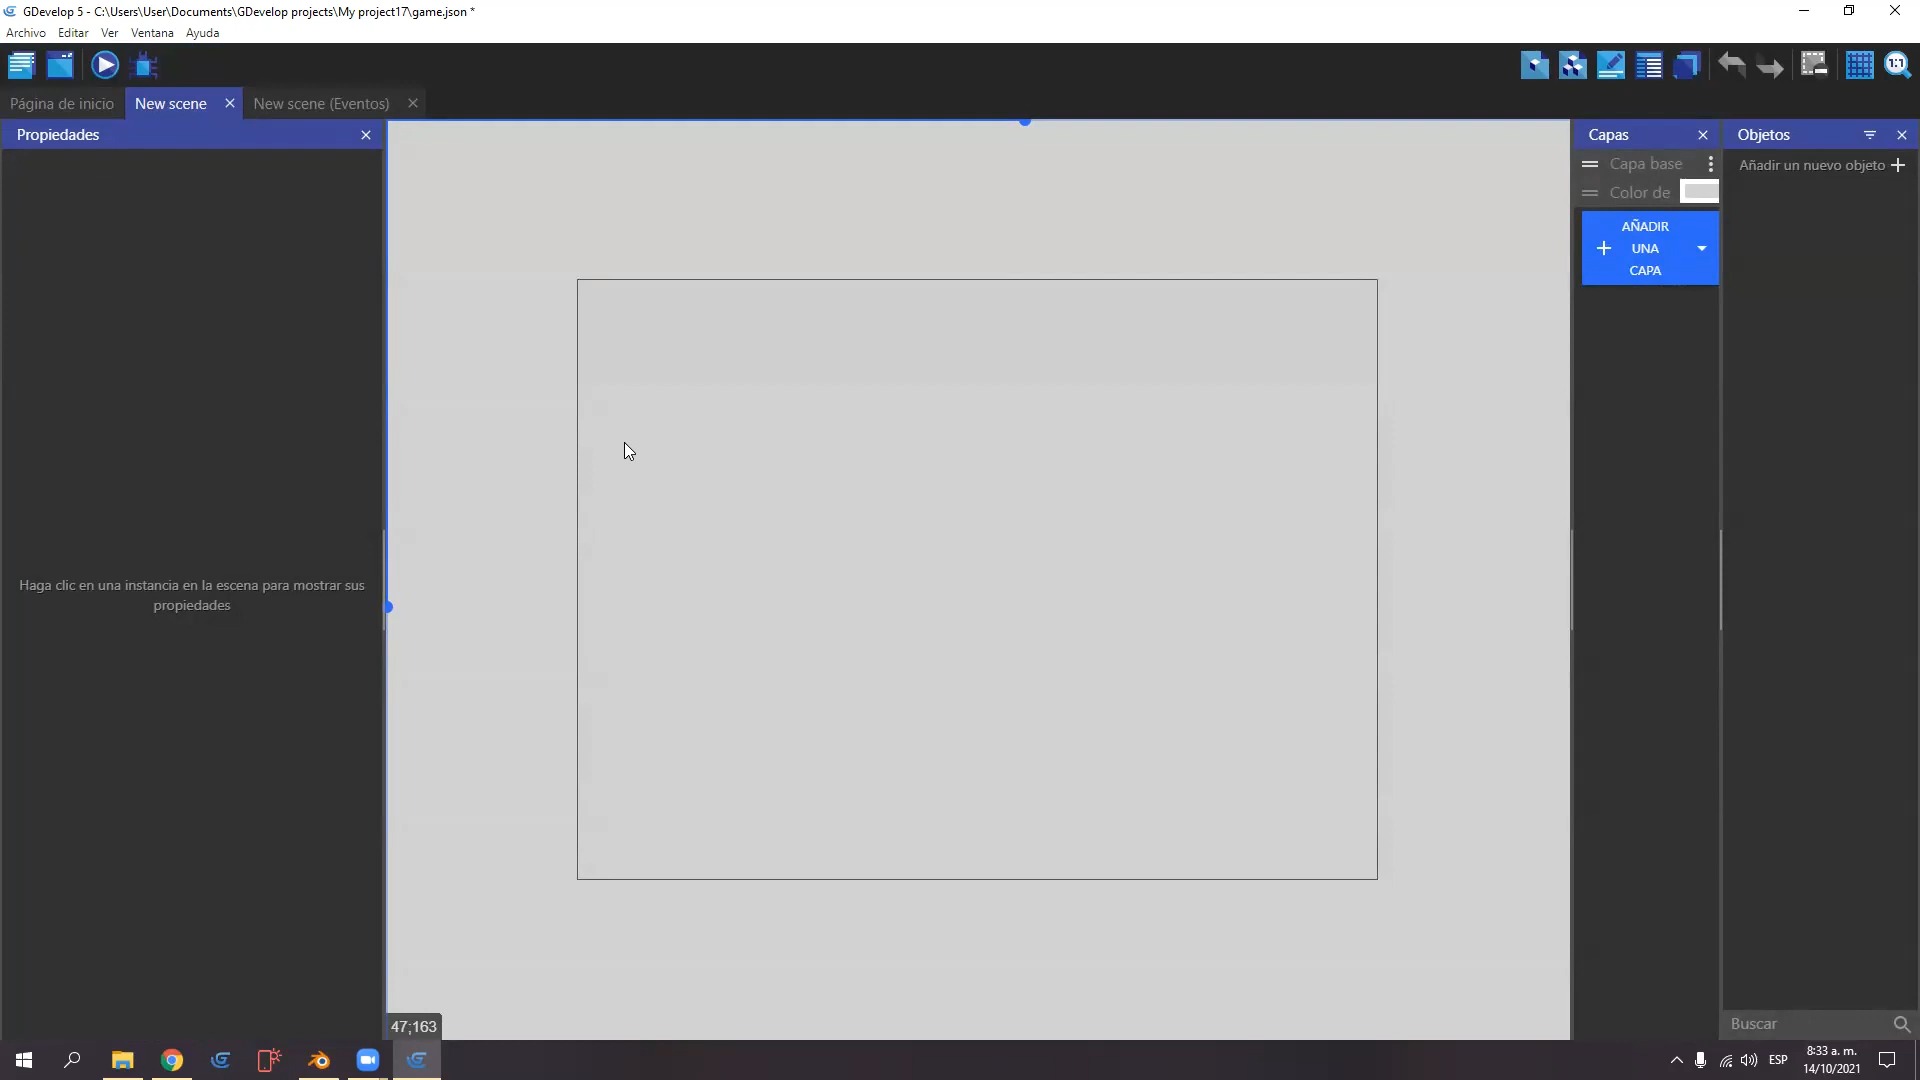 GDevelop 5 - C:\Users\User\Documents\GDevelop projects\My project17\game.json *
Archivo Editar Ver Ventana Ayuda
1:1
Página de inicio New scene New scene (Eventos)
Propiedades
Capas
Objetos
Capa base
Añadir un nuevo objeto
Color de
AÑADIR
UNA
CAPA
Haga clic en una instancia en la escena para mostrar sus
propiedades
47;163
Buscar
ESP
8:33 a. m.
14/10/2021